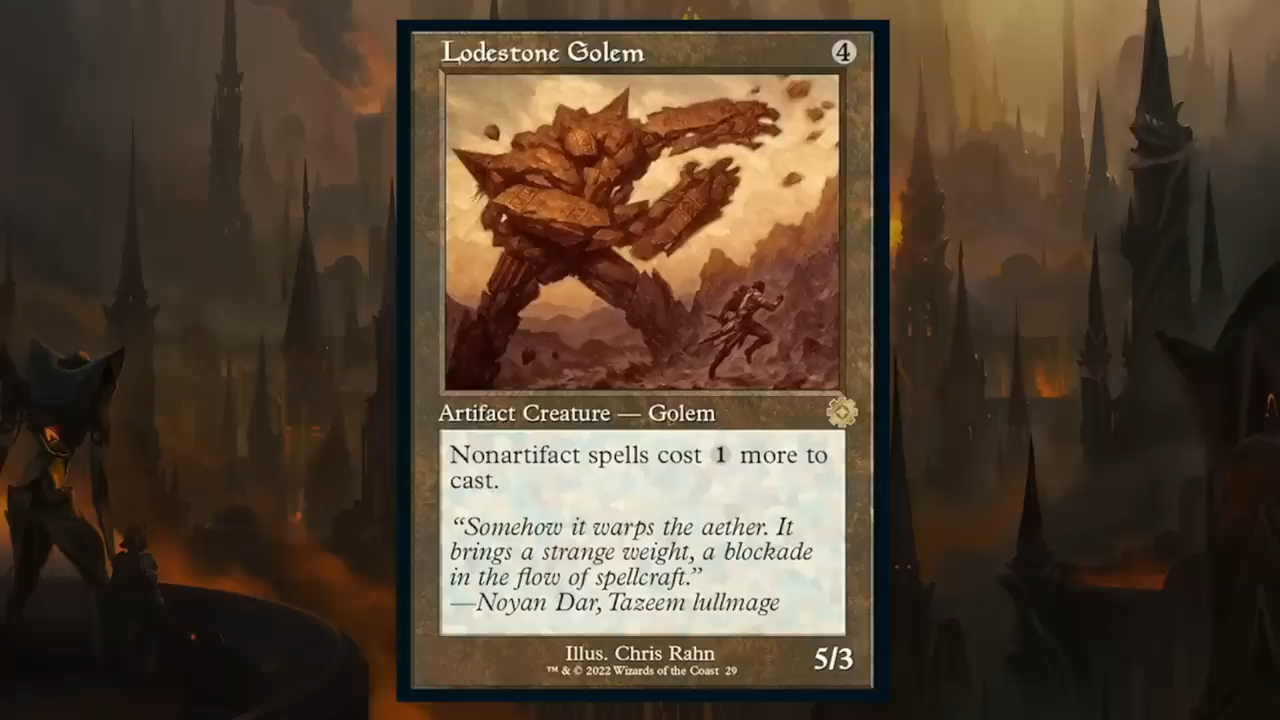 Lodestone Golem 4
Artifact Creature — Golem
Nonartifact spells cost 1 more to
cast.
“Somehow it warps the aether. It
brings a strange weight, a blockade
in the flow of spellcraft.”
—Noyan Dar, Tazeem lullmage
Illus. Chris Rahn
™ & © 2022 Wizards of the Coast 29
5/3